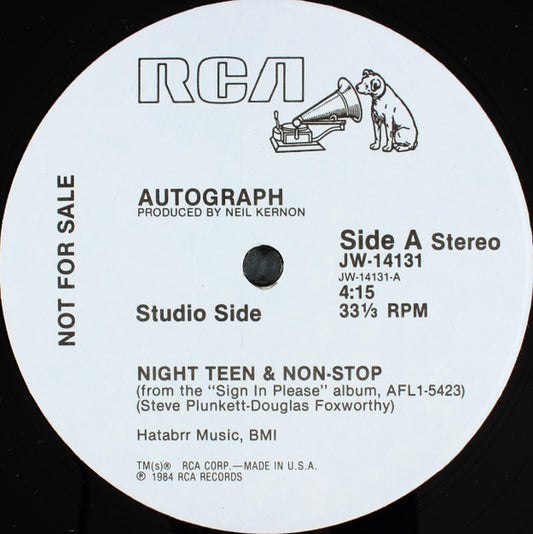 RCA
NOT FOR SALE
AUTOGRAPH
PRODUCED BY NEIL KERNON
Side A Stereo
JW-14131
JW-14131-A
4:15
33⅓ RPM
Studio Side
NIGHT TEEN & NON-STOP
(from the "Sign In Please" album, AFL1-5423)
(Steve Plunkett-Douglas Foxworthy)
Hatabrr Music, BMI
TM(s)® RCA CORP.—MADE IN U.S.A.
℗ 1984 RCA RECORDS